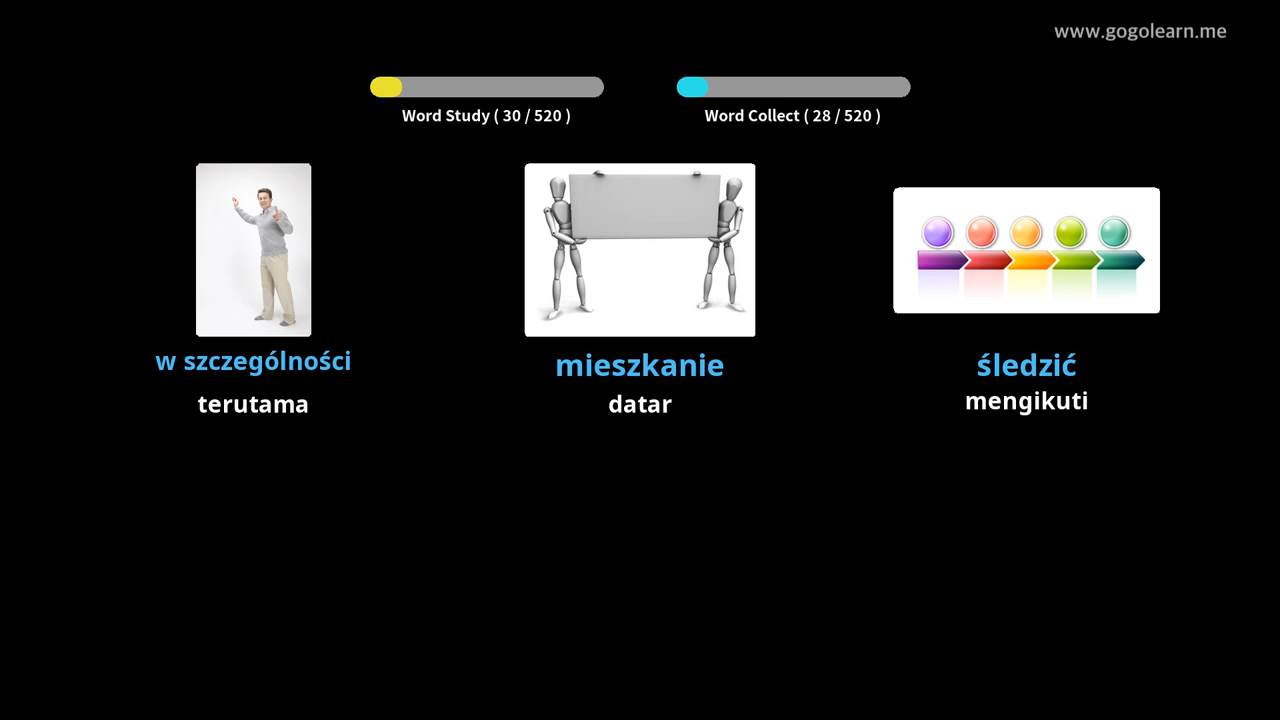 www.gogolearn.me
Word Study ( 30 / 520 )
Word Collect ( 28 / 520 )
w szczególności
terutama
mieszkanie
datar
śledzić
mengikuti